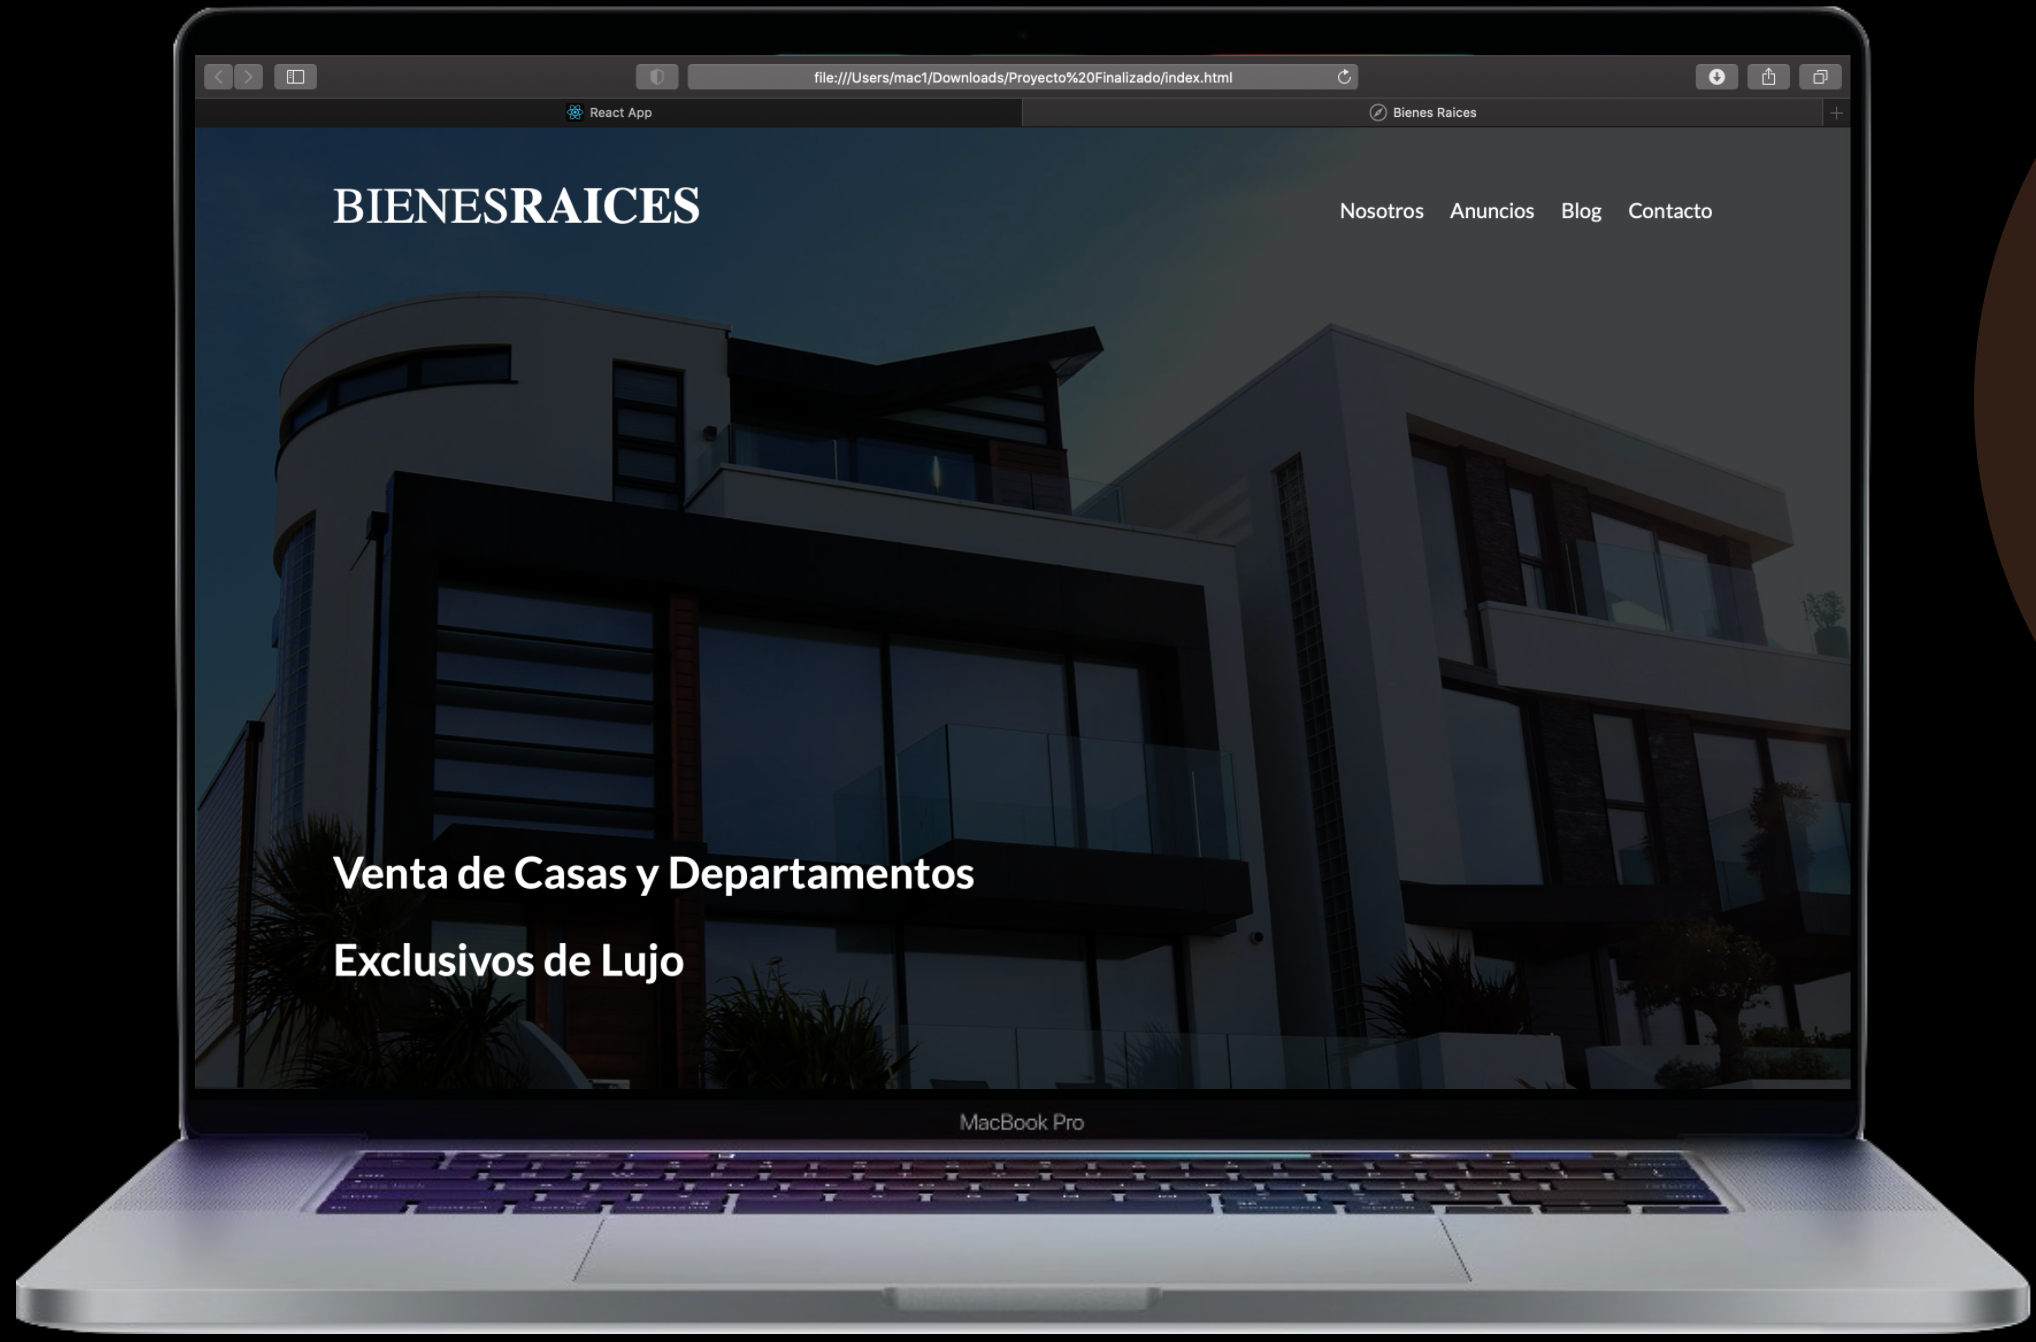 file:///Users/mac1/Downloads/Proyecto%20Finalizado/index.html
React App
Bienes Raices
BIENESRAICES
Nosotros Anuncios Blog Contacto
Venta de Casas y Departamentos
Exclusivos de Lujo
MacBook Pro